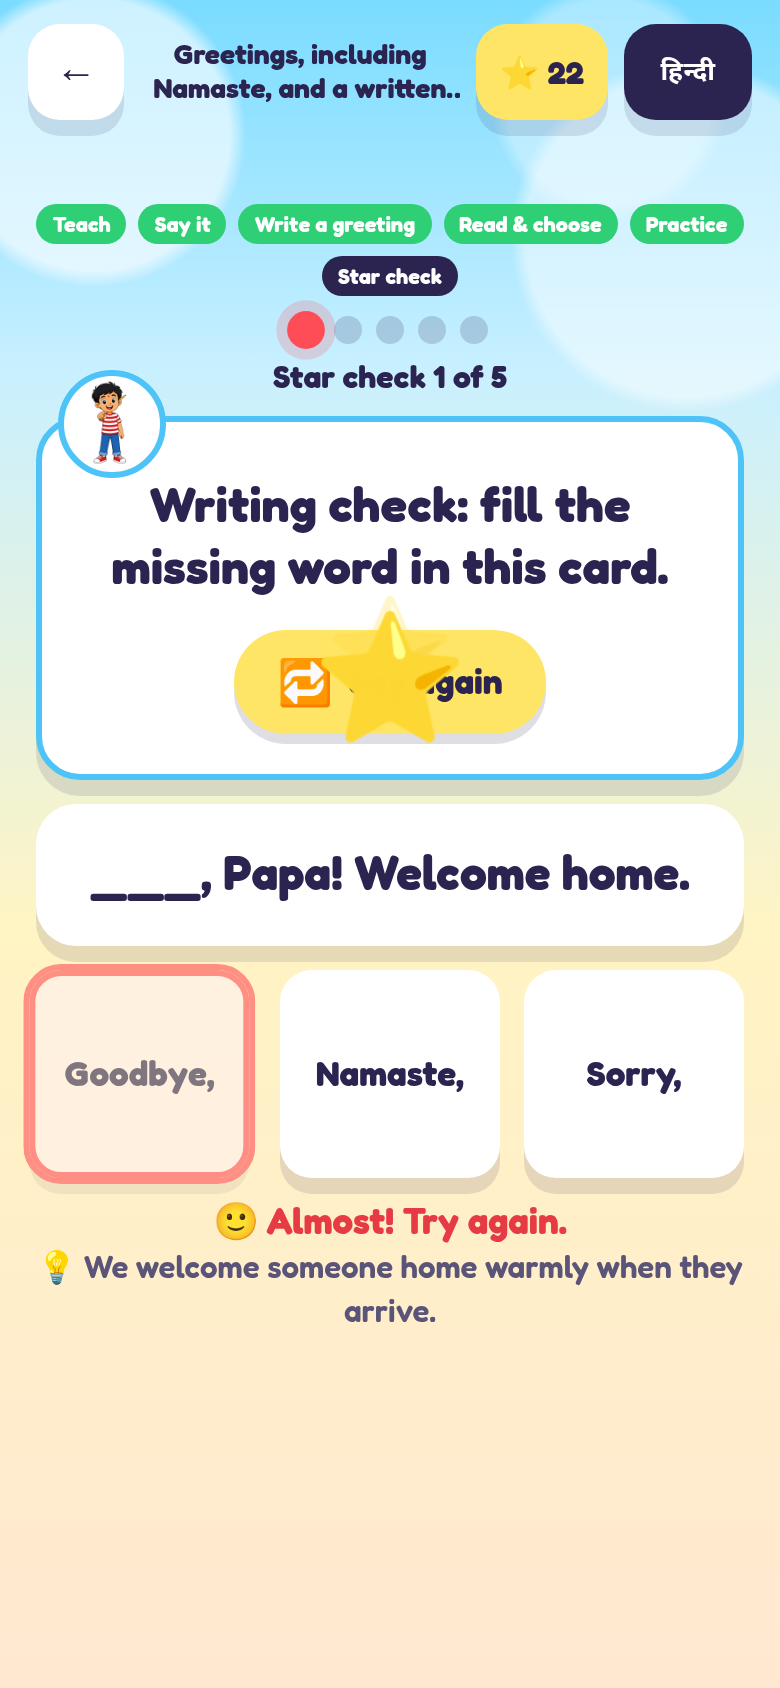 ←
Greetings, including
Namaste, and a written..
22
हिन्दी
Teach
Say it
Write a greeting
Read & choose
Practice
Star check
Star check 1 of 5
Writing check: fill the
missing word in this card.
___, Papa! Welcome home.
Goodbye,
Namaste,
Sorry,
Almost! Try again.
We welcome someone home warmly when they
arrive.